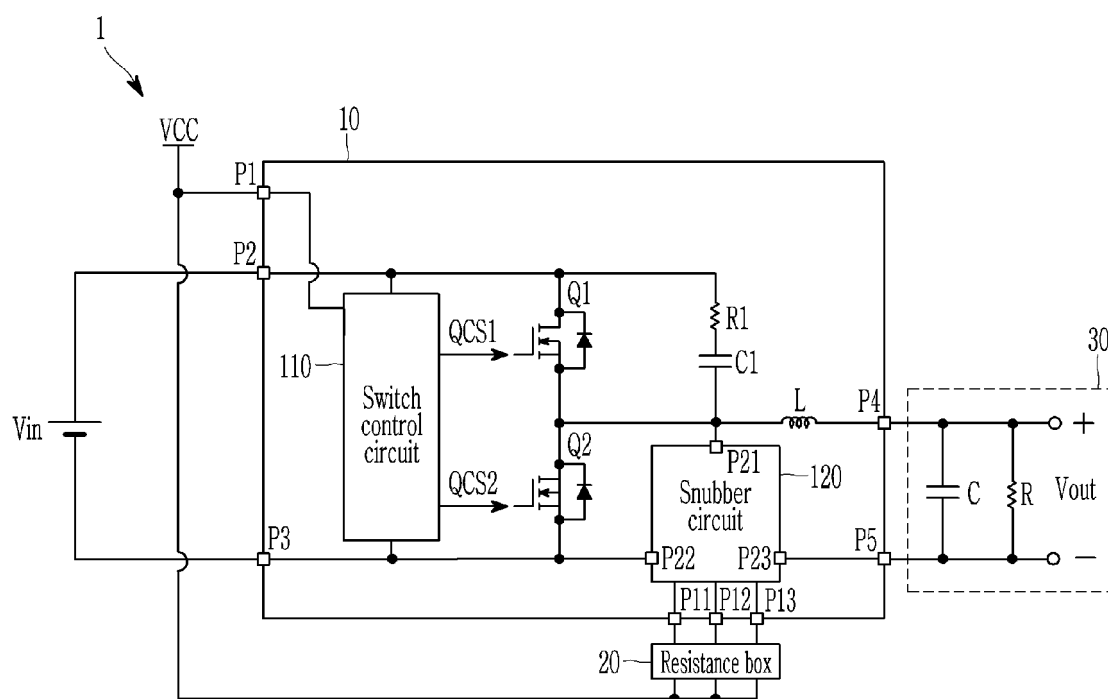 1
VCC
10
P1
P2
Q1
QCS1
R1
110
C1
30
Switch
control
circuit
L
P4
+
Vin
Q2
P21
120
QCS2
Snubber
circuit
C
R
Vout
P3
P22
P23
P5
−
P11
P12
P13
20
Resistance box